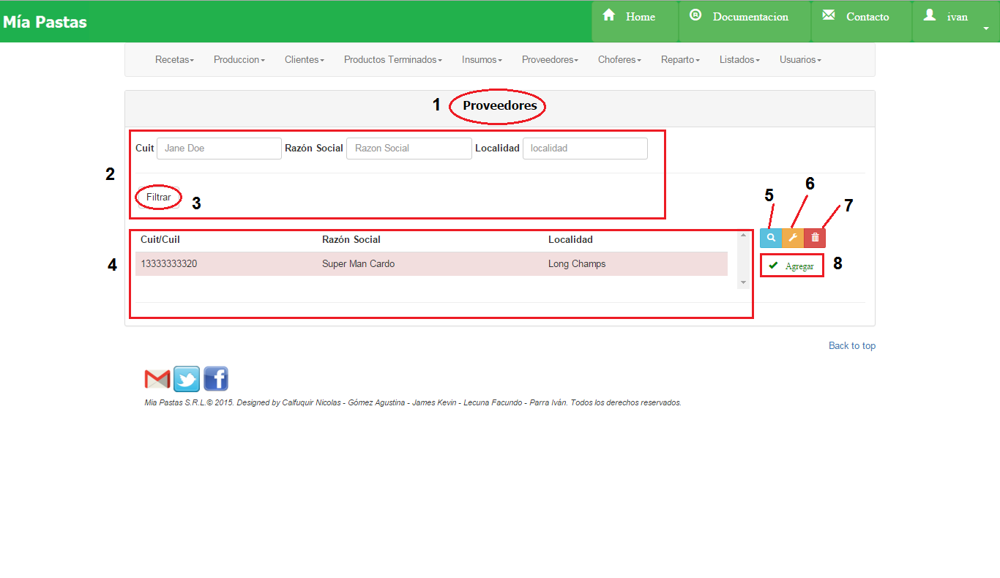 Mía Pastas
Home Documentacion Contacto ivan
Recetas Produccion Clientes Productos Terminados Insumos Proveedores Choferes Reparto Listados Usuarios
1 Proveedores
Cuit Jane Doe Razón Social Razon Social Localidad localidad
2
Filtrar 3
5 6 7
Cuit/Cuil Razón Social Localidad
4 13333333320 Super Man Cardo Long Champs
Agregar 8
Back to top
Mia Pastas S.R.L.© 2015. Designed by Calfuquir Nicolas - Gómez Agustina - James Kevin - Lecuna Facundo - Parra Iván. Todos los derechos reservados.